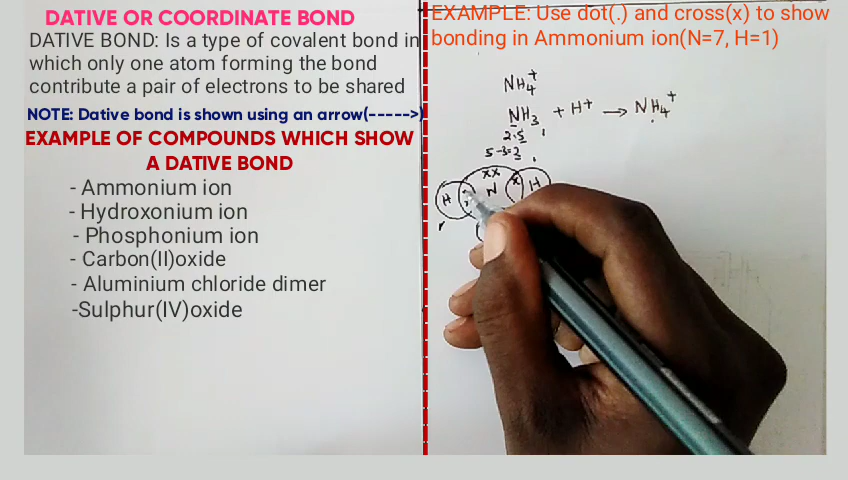 DATIVE OR COORDINATE BOND
DATIVE BOND: Is a type of covalent bond in
which only one atom forming the bond
contribute a pair of electrons to be shared
NOTE: Dative bond is shown using an arrow(----->)
EXAMPLE OF COMPOUNDS WHICH SHOW
A DATIVE BOND
- Ammonium ion
- Hydroxonium ion
- Phosphonium ion
- Carbon(II)oxide
- Aluminium chloride dimer
-Sulphur(IV)oxide
EXAMPLE: Use dot(.) and cross(x) to show
bonding in Ammonium ion(N=7, H=1)
NH₄⁺
NH₃ + H⁺ → NH₄⁺
2.5
5-3=2
xx
H N x H